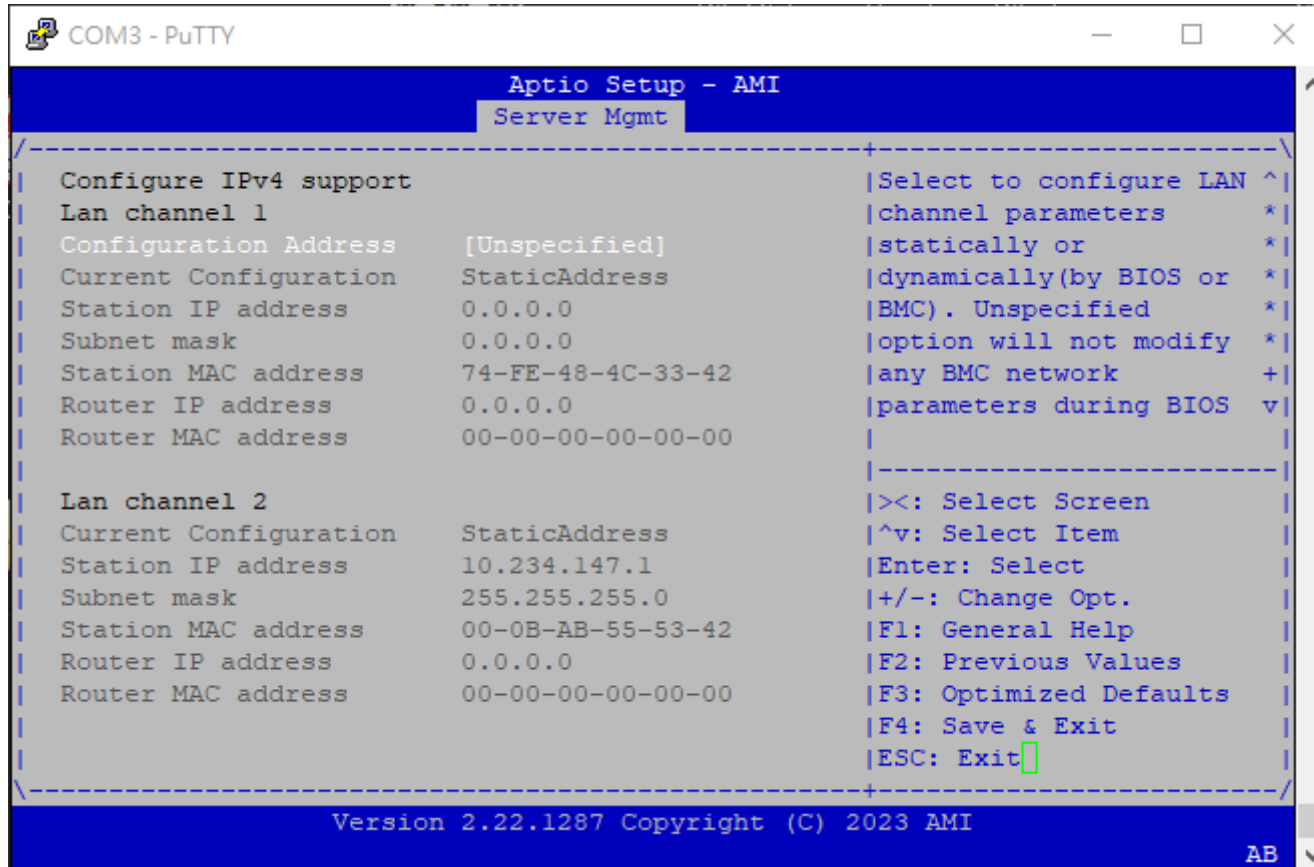 COM3 - PuTTY
Aptio Setup - AMI
Server Mgmt
/----------------------------------------------------+-------------------------\
| Configure IPv4 support |Select to configure LAN ^|
| Lan channel 1 |channel parameters *|
| Configuration Address [Unspecified] |statically or *|
| Current Configuration StaticAddress |dynamically(by BIOS or *|
| Station IP address 0.0.0.0 |BMC). Unspecified *|
| Subnet mask 0.0.0.0 |option will not modify *|
| Station MAC address 74-FE-48-4C-33-42 |any BMC network +|
| Router IP address 0.0.0.0 |parameters during BIOS v|
| Router MAC address 00-00-00-00-00-00 | |
| |-------------------------|
| Lan channel 2 |><: Select Screen |
| Current Configuration StaticAddress |^v: Select Item |
| Station IP address 10.234.147.1 |Enter: Select |
| Subnet mask 255.255.255.0 |+/-: Change Opt. |
| Station MAC address 00-0B-AB-55-53-42 |F1: General Help |
| Router IP address 0.0.0.0 |F2: Previous Values |
| Router MAC address 00-00-00-00-00-00 |F3: Optimized Defaults |
| |F4: Save & Exit |
| |ESC: Exit |
\----------------------------------------------------+-------------------------/
Version 2.22.1287 Copyright (C) 2023 AMI
AB